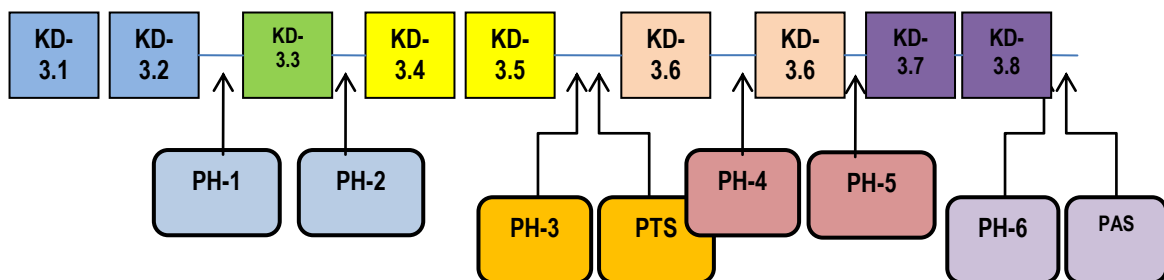 KD-
3.1
KD-
3.2
KD-
3.3
KD-
3.4
KD-
3.5
KD-
3.6
KD-
3.6
KD-
3.7
KD-
3.8
PH-1
PH-2
PH-3
PTS
PH-4
PH-5
PH-6
PAS